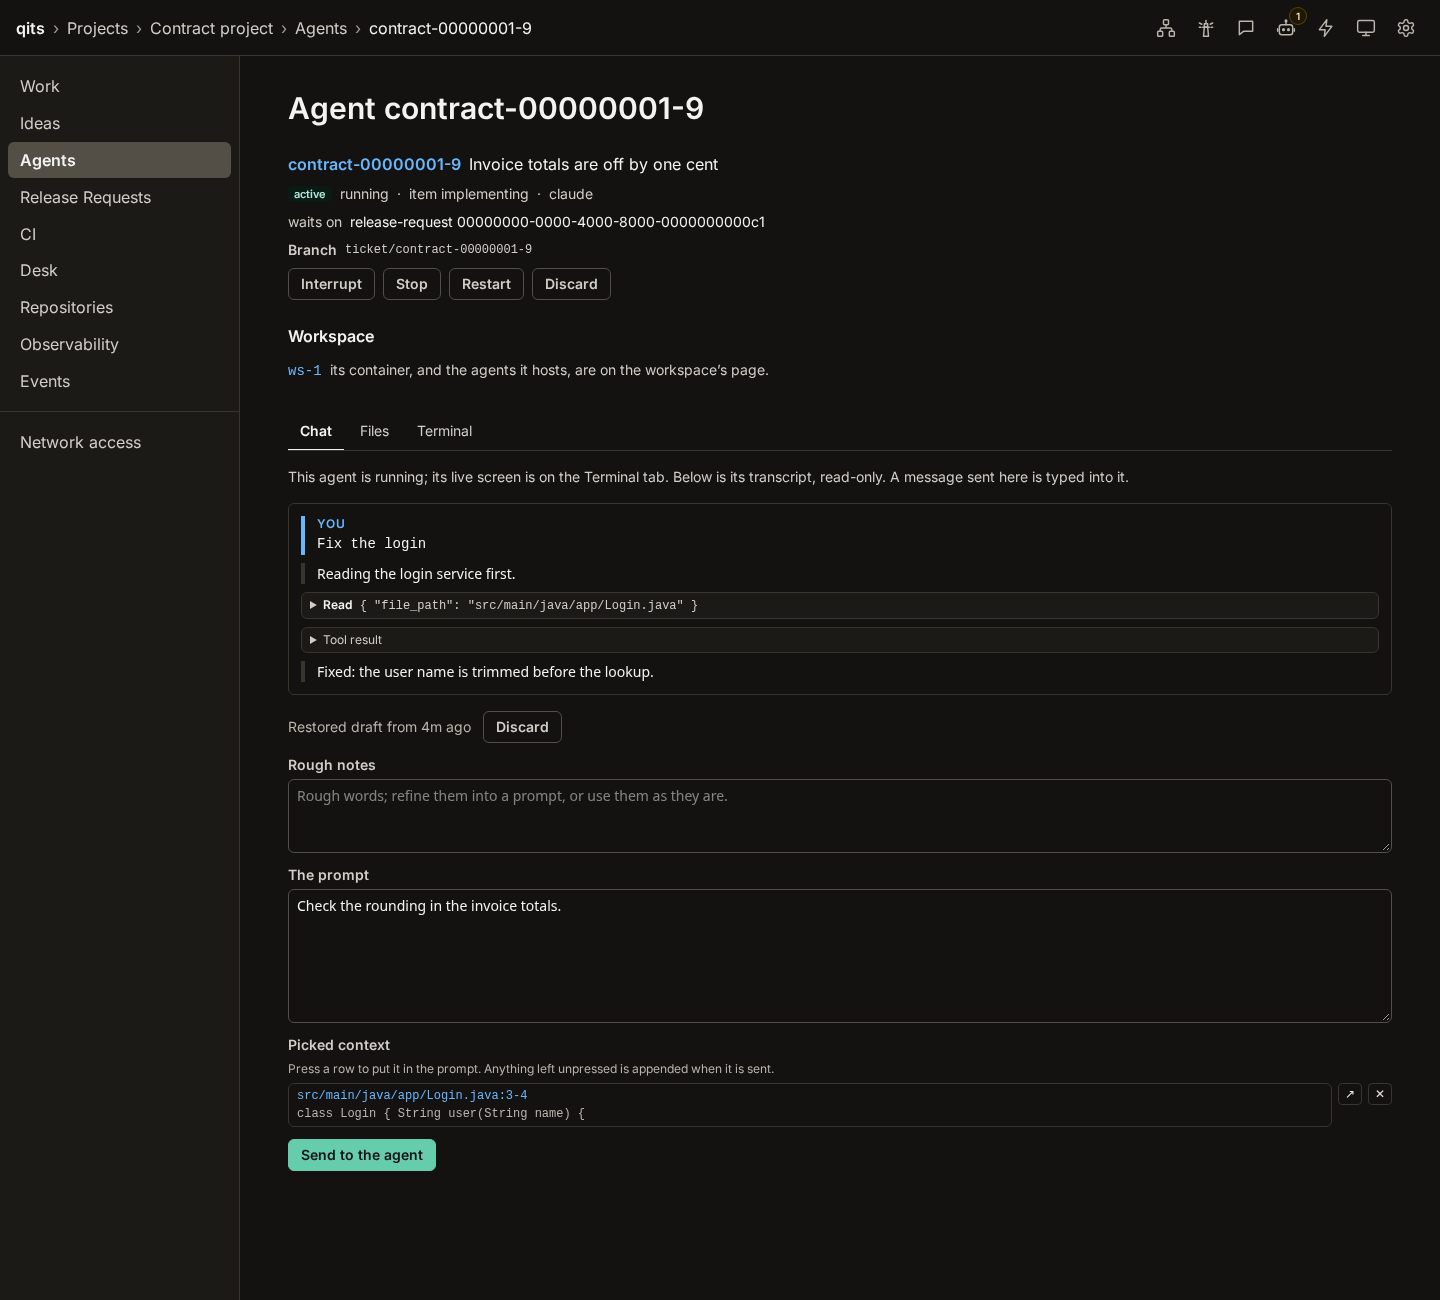 qits › Projects › Contract project › Agents › contract-00000001-9
1
Work
Ideas
Agents
Release Requests
CI
Desk
Repositories
Observability
Events
Network access
Agent contract-00000001-9
contract-00000001-9 Invoice totals are off by one cent
active running · item implementing · claude
waits on release-request 00000000-0000-4000-8000-0000000000c1
Branch ticket/contract-00000001-9
Interrupt Stop Restart Discard
Workspace
ws-1 its container, and the agents it hosts, are on the workspace’s page.
Chat Files Terminal
This agent is running; its live screen is on the Terminal tab. Below is its transcript, read-only. A message sent here is typed into it.
YOU
Fix the login
Reading the login service first.
Read { "file_path": "src/main/java/app/Login.java" }
Tool result
Fixed: the user name is trimmed before the lookup.
Restored draft from 4m ago Discard
Rough notes
Rough words; refine them into a prompt, or use them as they are.
The prompt
Check the rounding in the invoice totals.
Picked context
Press a row to put it in the prompt. Anything left unpressed is appended when it is sent.
src/main/java/app/Login.java:3-4
class Login { String user(String name) {
Send to the agent